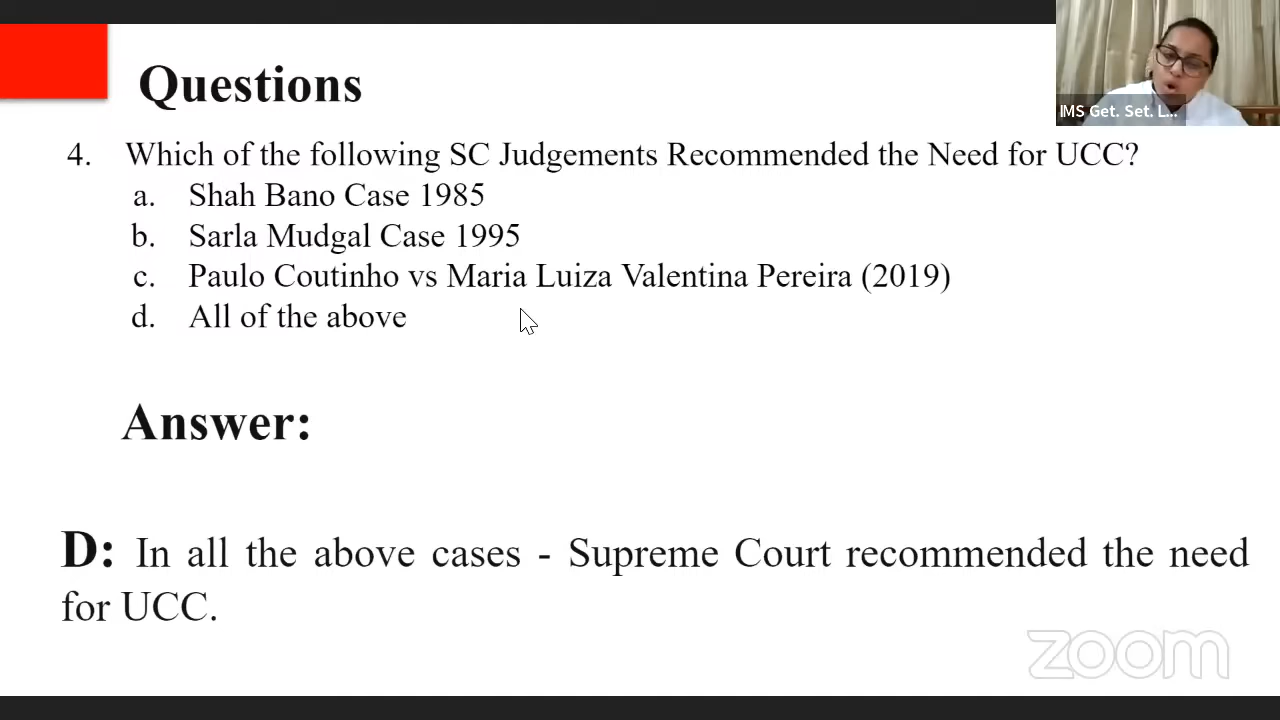 Questions
IMS Get. Set. L...
4. Which of the following SC Judgements Recommended the Need for UCC?
a. Shah Bano Case 1985
b. Sarla Mudgal Case 1995
c. Paulo Coutinho vs Maria Luiza Valentina Pereira (2019)
d. All of the above
Answer:
D: In all the above cases - Supreme Court recommended the need
for UCC.
zoom